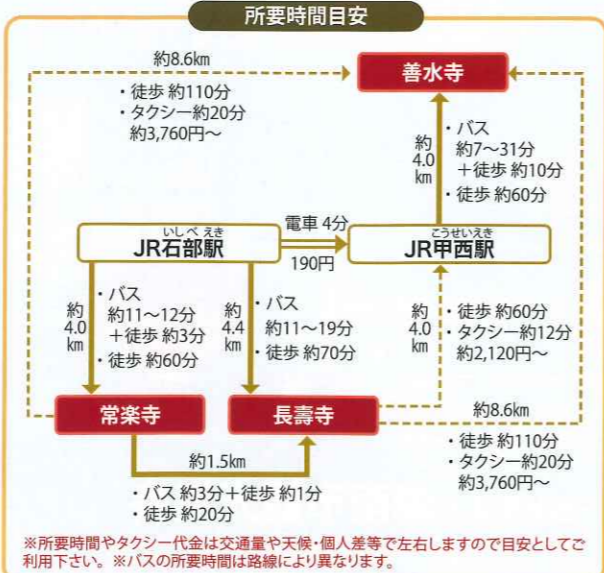 所要時間目安
約8.6km
・徒歩 約110分
・タクシー約20分
約3,760円～
善水寺
約
4.0
km
・バス
約7～31分
＋徒歩 約10分
・徒歩 約60分
いしべ えき
JR石部駅
電車 4分
190円
こうせいえき
JR甲西駅
約
4.0
km
・バス
約11～12分
＋徒歩 約3分
・徒歩 約60分
約
4.4
km
・バス
約11～19分
・徒歩 約70分
約
4.0
km
・徒歩 約60分
・タクシー約12分
約2,120円～
常楽寺
長壽寺
約8.6km
・徒歩 約110分
・タクシー約20分
約3,760円～
約1.5km
・バス 約3分＋徒歩 約1分
・徒歩 約20分
※所要時間やタクシー代金は交通量や天候・個人差等で左右しますので目安としてご
利用下さい。※バスの所要時間は路線により異なります。